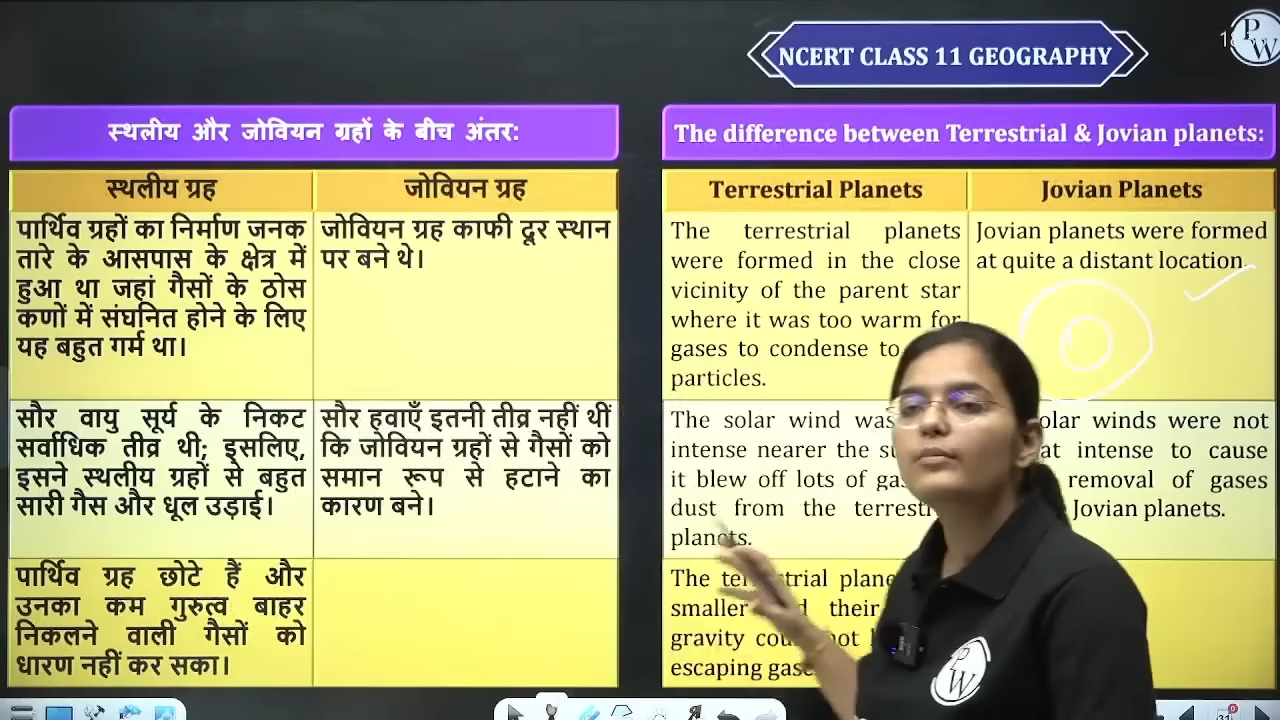 NCERT CLASS 11 GEOGRAPHY
PW
स्थलीय और जोवियन ग्रहों के बीच अंतर:
स्थलीय ग्रह
जोवियन ग्रह
पार्थिव ग्रहों का निर्माण जनक
तारे के आसपास के क्षेत्र में
हुआ था जहां गैसों के ठोस
कणों में संघनित होने के लिए
यह बहुत गर्म था।
जोवियन ग्रह काफी दूर स्थान
पर बने थे।
सौर वायु सूर्य के निकट
सर्वाधिक तीव्र थी; इसलिए,
इसने स्थलीय ग्रहों से बहुत
सारी गैस और धूल उड़ाई।
सौर हवाएँ इतनी तीव्र नहीं थीं
कि जोवियन ग्रहों से गैसों को
समान रूप से हटाने का
कारण बने।
पार्थिव ग्रह छोटे हैं और
उनका कम गुरुत्व बाहर
निकलने वाली गैसों को
धारण नहीं कर सका।
The difference between Terrestrial & Jovian planets:
Terrestrial Planets
Jovian Planets
The terrestrial planets
were formed in the close
vicinity of the parent star
where it was too warm for
gases to condense to
particles.
Jovian planets were formed
at quite a distant location
The solar wind was
intense nearer the
it blew off lots of
dust from the
planets.
winds were not
intense to cause
removal of gases
Jovian planets.
The
smaller their
gravity
escaping
PW